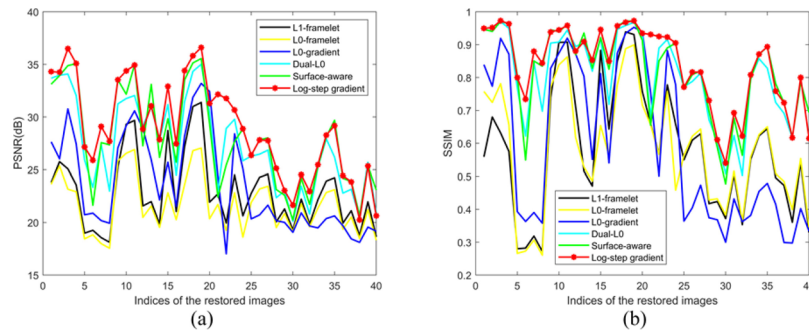 40
35
30
25
20
15
PSNR(dB)
L1-framelet
L0-framelet
L0-gradient
Dual-L0
Surface-aware
Log-step gradient
0 5 10 15 20 25 30 35 40
Indices of the restored images
(a)
1
0.9
0.8
0.7
0.6
0.5
0.4
0.3
0.2
SSIM
L1-framelet
L0-framelet
L0-gradient
Dual-L0
Surface-aware
Log-step gradient
0 5 10 15 20 25 30 35 40
Indices of the restored images
(b)